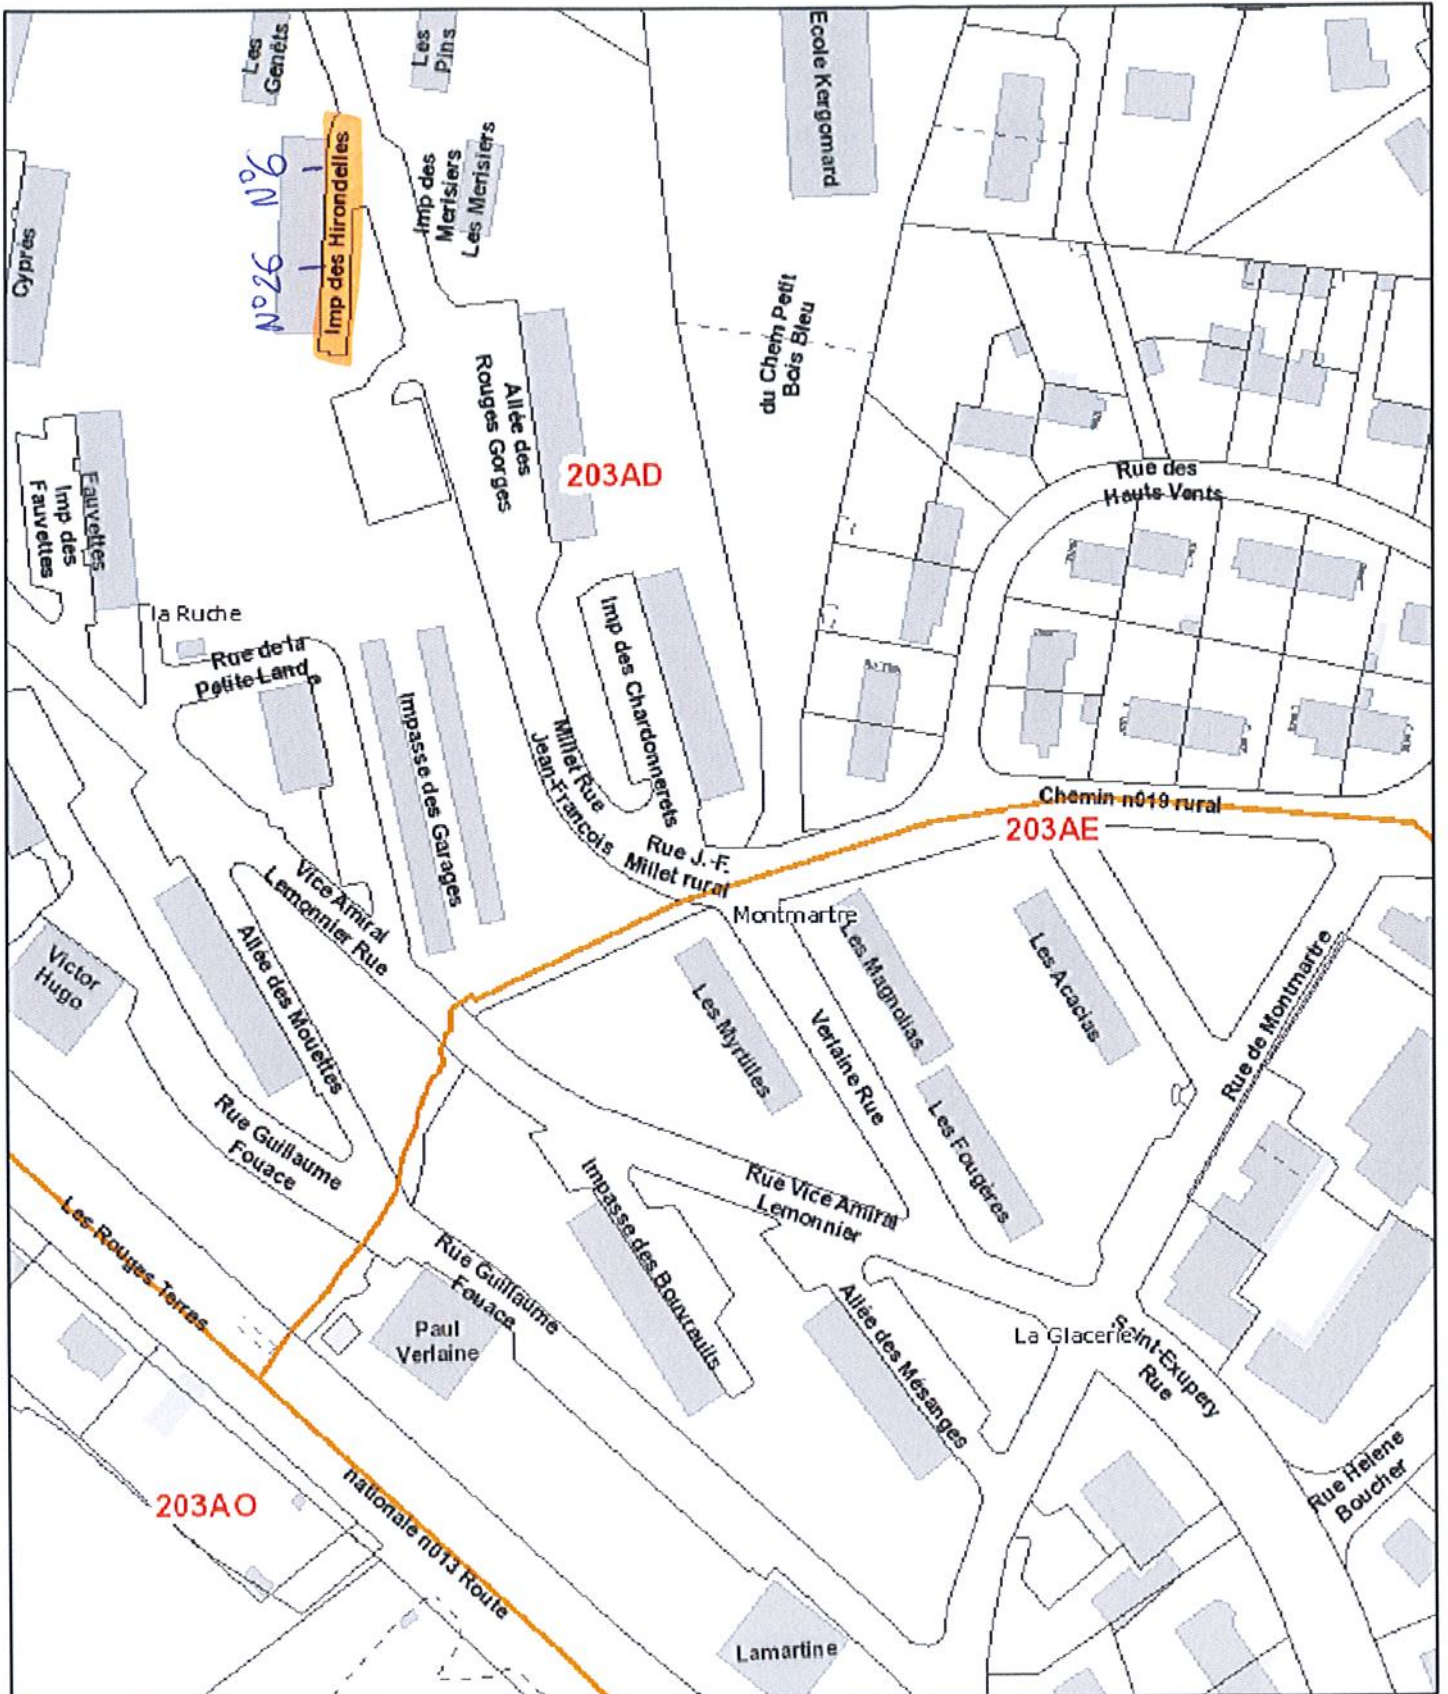 Les
Genêts
Les
Pins
Ecole Kergomard
N°6
N°26
Imp des Hirondelles
Imp des
Merisiers
Les Merisiers
Cyprès
du Chem Petit
Bois Bleu
Allée des
Rouges Gorges
203AD
Rue des
Hauts Vents
Imp des
Fauvettes
Fauvettes
la Ruche
Rue de la
Petite Lande
Imp des Chardonnerets
Impasse des Garages
Millet Rue
Jean-François
Rue J.-F.
Millet rural
Chemin n019 rural
203AE
Vice Amiral
Lemonnier Rue
Montmartre
Victor
Hugo
Allée des Mouettes
Les Myrtilles
Les Magnolias
Les Acacias
Verlaine Rue
Rue de Montmartre
Les Fougères
Rue Guillaume
Fouace
Impasse des Bouvreuils
Rue Vice Amiral
Lemonnier
Les Rouges Terres
Rue Guillaume
Fouace
Paul
Verlaine
Allée des Mésanges
La Glacerie
Saint-Exupery
Rue
Rue Helene
Boucher
203AO
nationale n013 Route
Lamartine